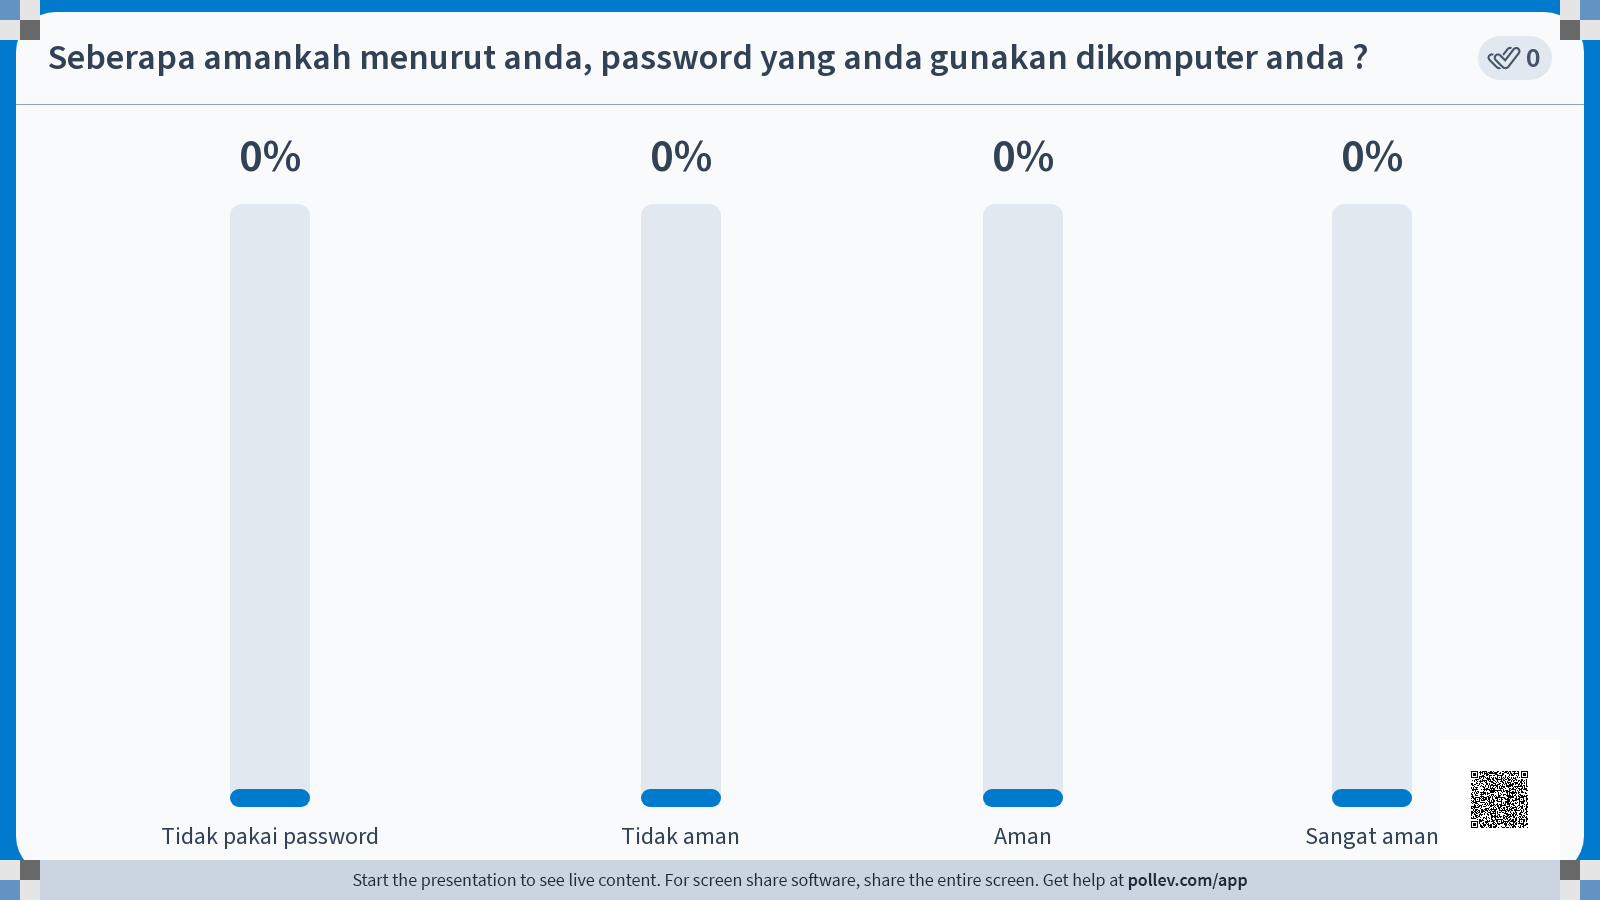 Seberapa amankah menurut anda, password yang anda gunakan dikomputer anda ?
0
0%
0%
0%
0%
Tidak pakai password
Tidak aman
Aman
Sangat aman
Start the presentation to see live content. For screen share software, share the entire screen. Get help at pollev.com/app